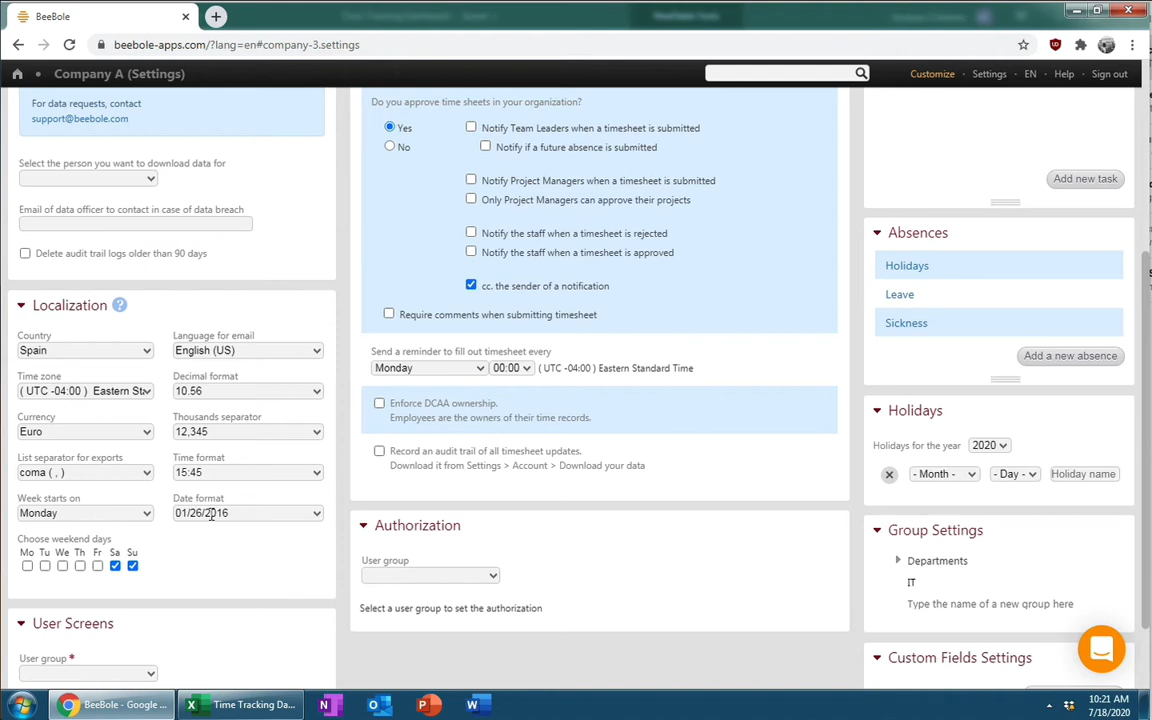 BeeBole
beebole-apps.com/?lang=en#company-3.settings
Company A (Settings)
Customize
Settings
EN
Help
Sign out
For data requests, contact
support@beebole.com
Select the person you want to download data for
Email of data officer to contact in case of data breach
Delete audit trail logs older than 90 days
Localization ?
Country
Language for email
Spain
English (US)
Time zone
Decimal format
( UTC -04:00 ) Eastern Sta
10.56
Currency
Thousands separator
Euro
12,345
List separator for exports
Time format
coma ( , )
15:45
Week starts on
Date format
Monday
01/26/2016
Choose weekend days
Mo Tu We Th Fr Sa Su
User Screens
User group *
Do you approve time sheets in your organization?
Yes
No
Notify Team Leaders when a timesheet is submitted
Notify if a future absence is submitted
Notify Project Managers when a timesheet is submitted
Only Project Managers can approve their projects
Notify the staff when a timesheet is rejected
Notify the staff when a timesheet is approved
cc. the sender of a notification
Require comments when submitting timesheet
Send a reminder to fill out timesheet every
Monday 00:00 ( UTC -04:00 ) Eastern Standard Time
Enforce DCAA ownership.
Employees are the owners of their time records.
Record an audit trail of all timesheet updates.
Download it from Settings > Account > Download your data
Authorization
User group
Select a user group to set the authorization
Add new task
Absences
Holidays
Leave
Sickness
Add a new absence
Holidays
Holidays for the year 2020
- Month - - Day - Holiday name
Group Settings
Departments
IT
Type the name of a new group here
Custom Fields Settings
BeeBole - Google ...
Time Tracking Da...
10:21 AM
7/18/2020